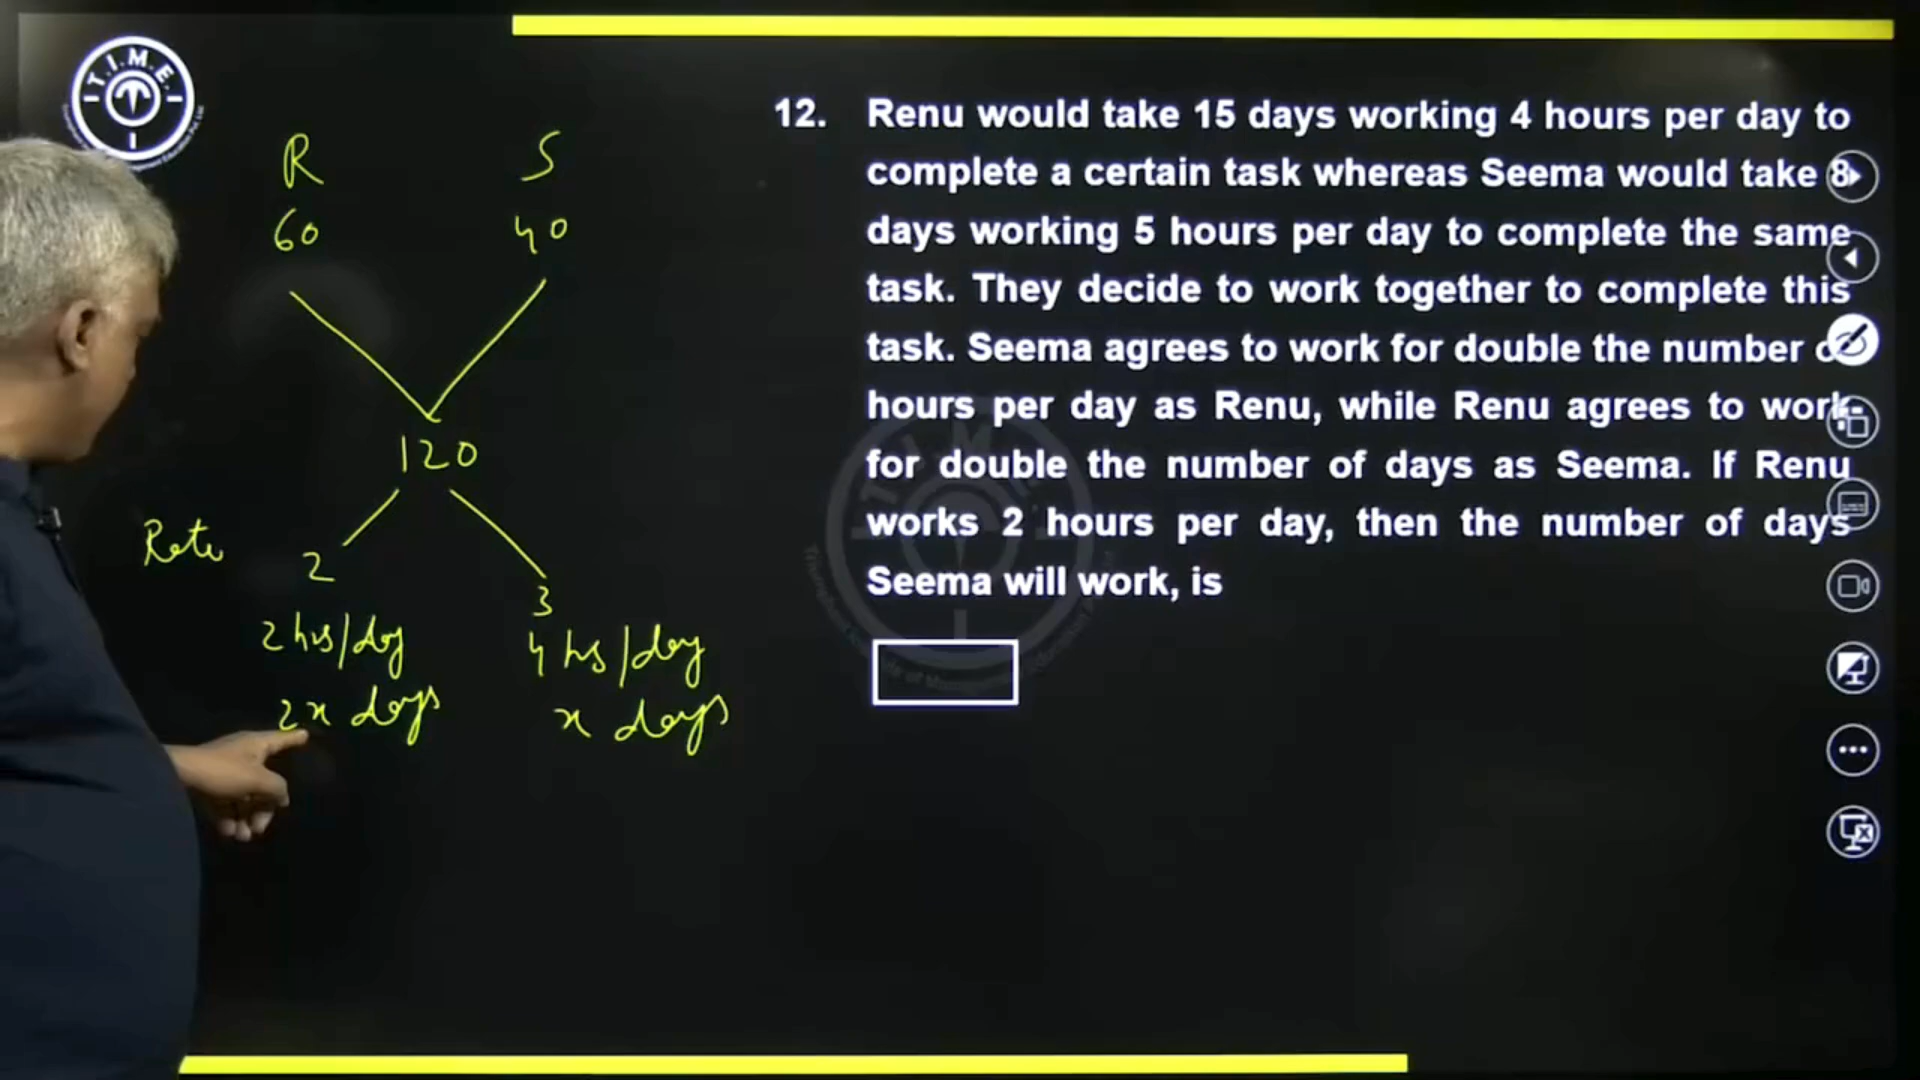 T.I.M.E.
R S
60 40
120
Rate
2 3
2 hrs/day 4 hrs/day
2x days x days
12. Renu would take 15 days working 4 hours per day to
complete a certain task whereas Seema would take 8
days working 5 hours per day to complete the same
task. They decide to work together to complete this
task. Seema agrees to work for double the number
hours per day as Renu, while Renu agrees to work
for double the number of days as Seema. If Renu
works 2 hours per day, then the number of days
Seema will work, is